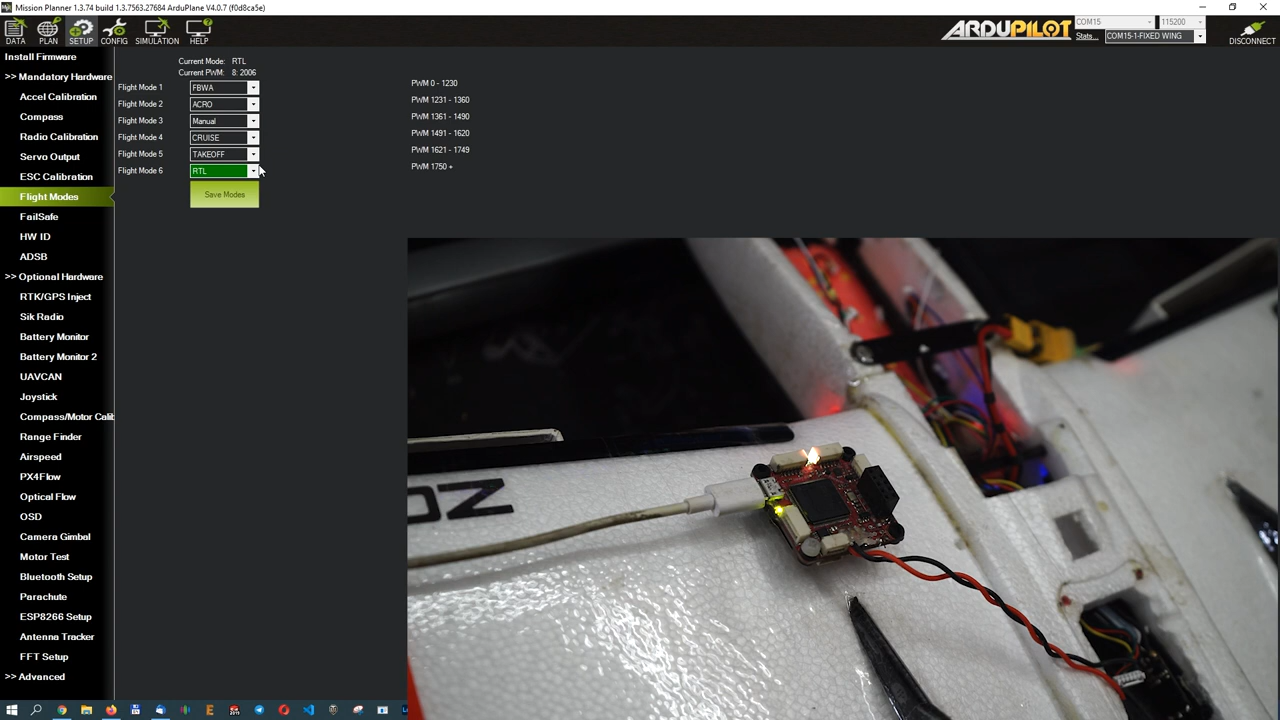 Mission Planner 1.3.74 build 1.3.7563.27684 ArduPlane V4.0.7 (f0d8ca5e)
DATA PLAN SETUP CONFIG SIMULATION HELP
ARDUPILOT
COM15 115200
Stats... COM15-1-FIXED WING
DISCONNECT
Install Firmware
>> Mandatory Hardware
Accel Calibration
Compass
Radio Calibration
Servo Output
ESC Calibration
Flight Modes
FailSafe
HW ID
ADSB
>> Optional Hardware
RTK/GPS Inject
Sik Radio
Battery Monitor
Battery Monitor 2
UAVCAN
Joystick
Compass/Motor Calib
Range Finder
Airspeed
PX4Flow
Optical Flow
OSD
Camera Gimbal
Motor Test
Bluetooth Setup
Parachute
ESP8266 Setup
Antenna Tracker
FFT Setup
>> Advanced
Current Mode: RTL
Current PWM: 8: 2006
Flight Mode 1 FBWA PWM 0 - 1230
Flight Mode 2 ACRO PWM 1231 - 1360
Flight Mode 3 Manual PWM 1361 - 1490
Flight Mode 4 CRUISE PWM 1491 - 1620
Flight Mode 5 TAKEOFF PWM 1621 - 1749
Flight Mode 6 RTL PWM 1750 +
Save Modes